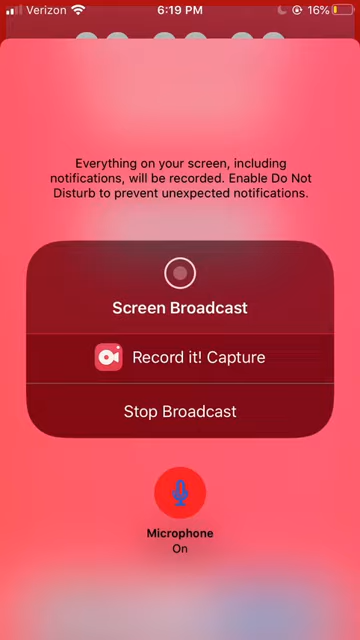 Verizon 6:19 PM 16%
Everything on your screen, including
notifications, will be recorded. Enable Do Not
Disturb to prevent unexpected notifications.
Screen Broadcast
Record it! Capture
Stop Broadcast
Microphone
On